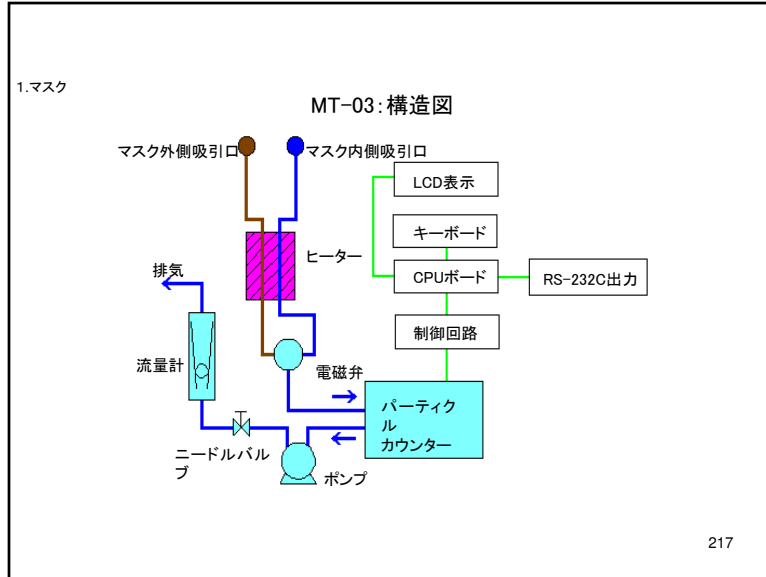 1.マスク
MT-03:構造図
マスク外側吸引口
マスク内側吸引口
LCD表示
キーボード
ヒーター
CPUボード
RS-232C出力
排気
制御回路
流量計
電磁弁
パーティク
ル
カウンター
ニードルバル
ブ
ポンプ
217